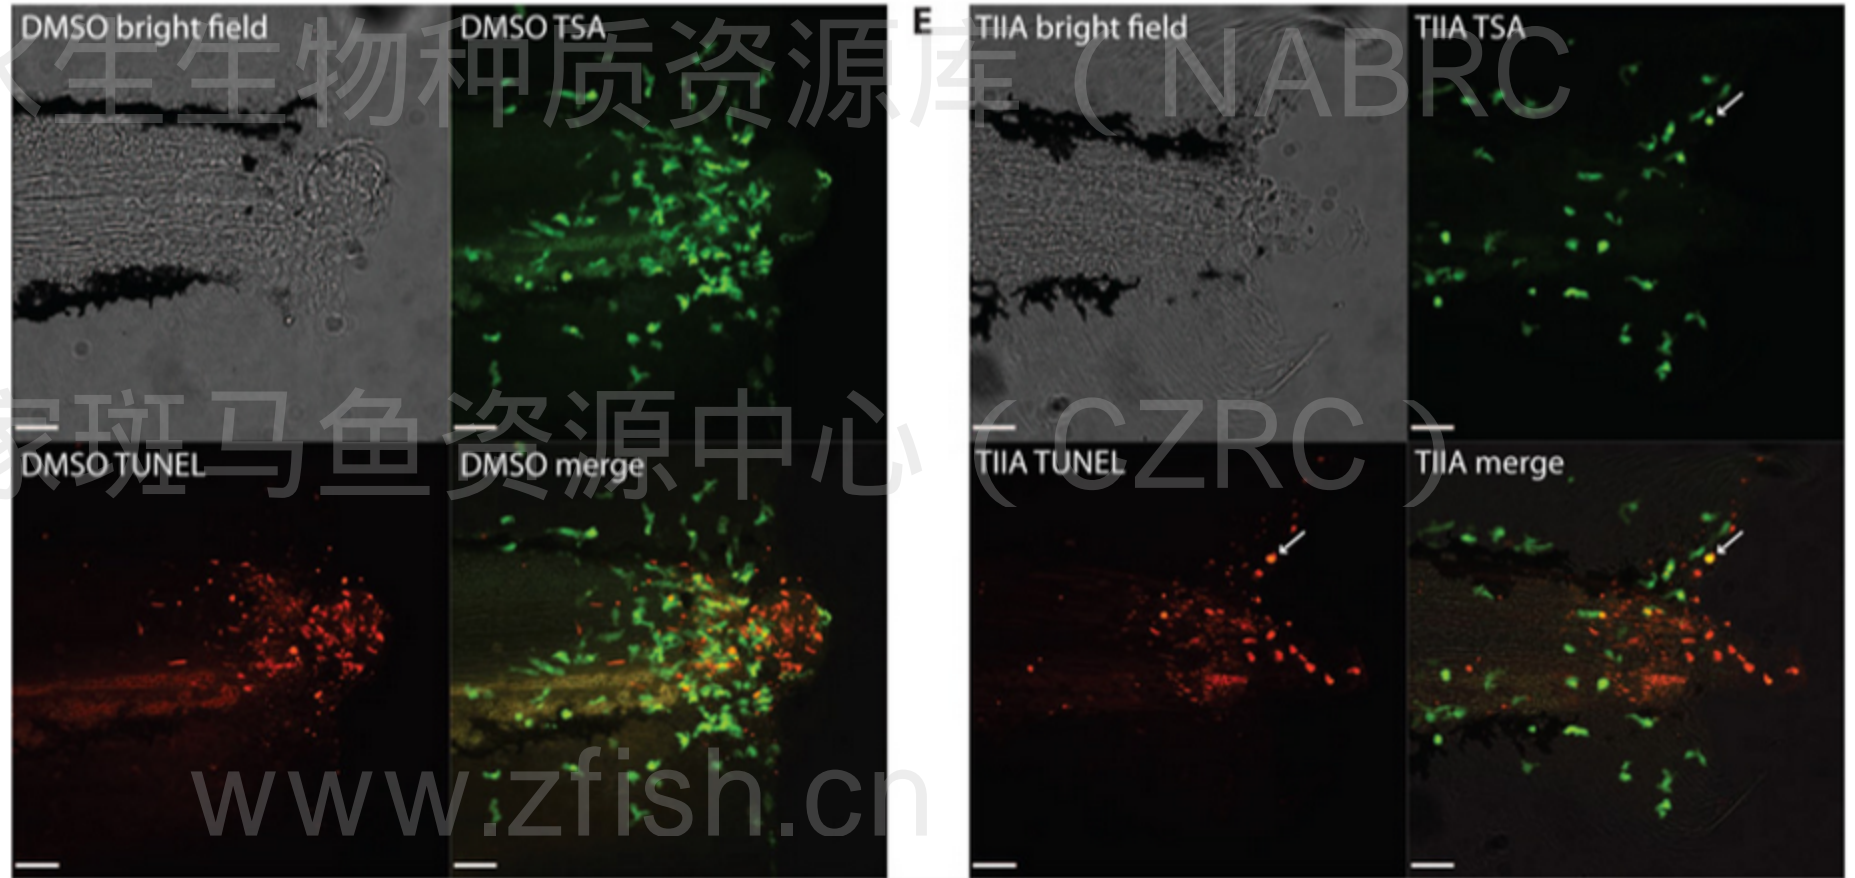 DMSO bright field
DMSO TSA
E
TIIA bright field
TIIA TSA
水生生物种质资源库（NABRC
DMSO TUNEL
DMSO merge
TIIA TUNEL
TIIA merge
家斑马鱼资源中心（CZRC）
www.zfish.cn